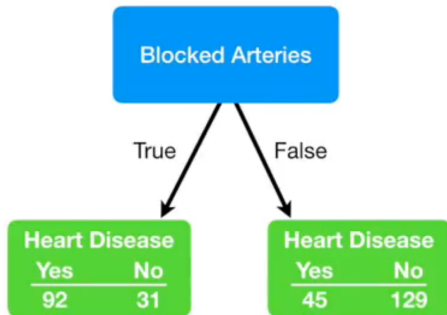 Blocked Arteries
True False
Heart Disease Heart Disease
Yes No Yes No
92 31 45 129